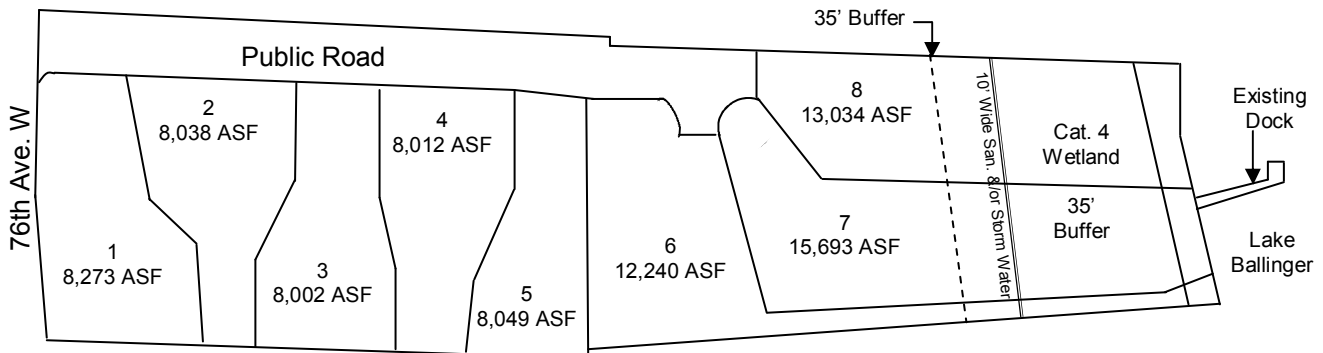 35' Buffer
Public Road
76th Ave. W
1
8,273 ASF
2
8,038 ASF
3
8,002 ASF
4
8,012 ASF
5
8,049 ASF
6
12,240 ASF
7
15,693 ASF
8
13,034 ASF
10' Wide San. &/or Storm Water
Cat. 4
Wetland
35'
Buffer
Existing
Dock
Lake
Ballinger